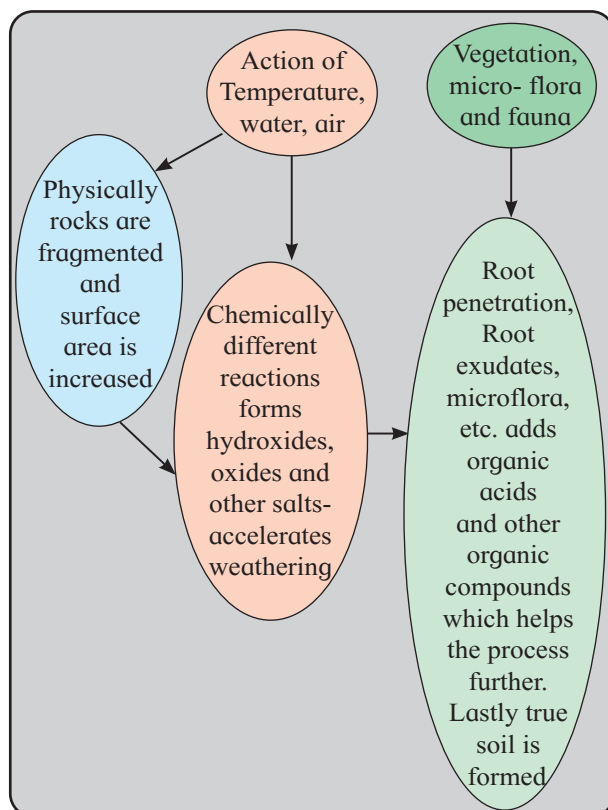 Action of
Temperature,
water, air
Vegetation,
micro- flora
and fauna
Physically
rocks are
fragmented
and
surface
area is
increased
Chemically
different
reactions
forms
hydroxides,
oxides and
other salts-
accelerates
weathering
Root
penetration,
Root
exudates,
microflora,
etc. adds
organic
acids
and other
organic
compounds
which helps
the process
further.
Lastly true
soil is
formed